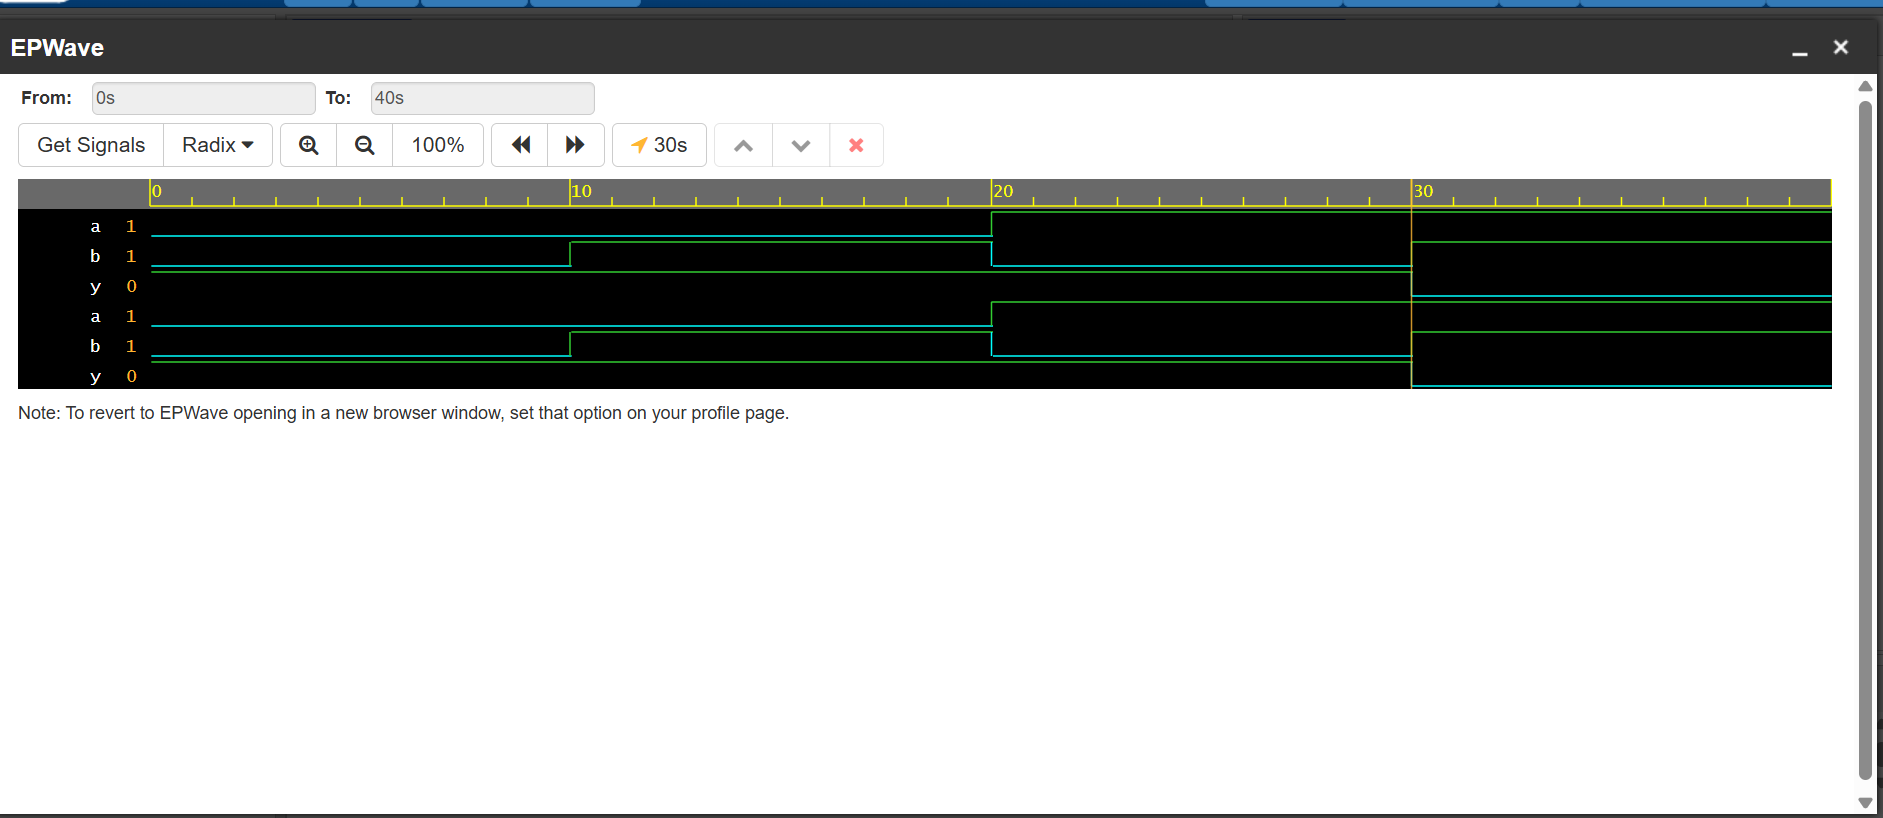 EPWave
From: 0s To: 40s
Get Signals Radix 100% 30s
0 10 20 30
a 1
b 1
y 0
a 1
b 1
y 0
Note: To revert to EPWave opening in a new browser window, set that option on your profile page.